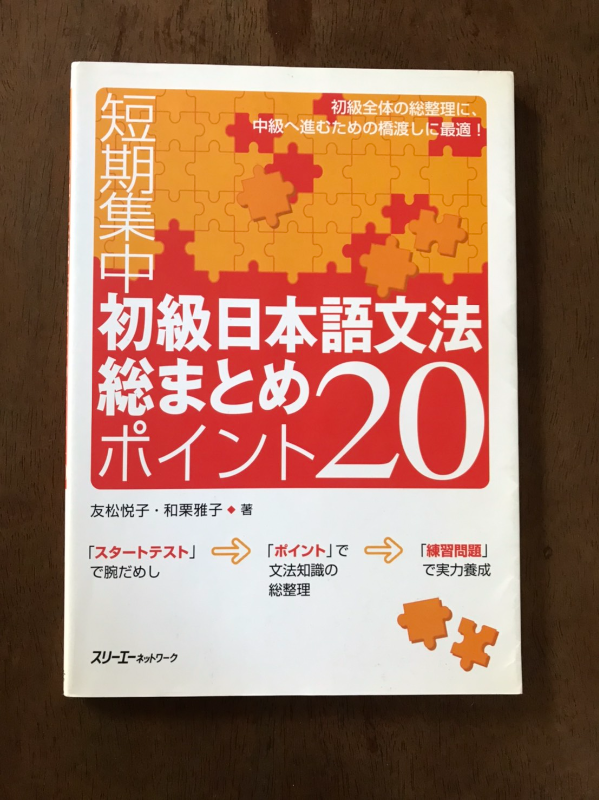 短期集中
初級全体の総整理に、
中級へ進むための橋渡しに最適！
初級日本語文法
総まとめ
ポイント20
友松悦子・和栗雅子◆著
「スタートテスト」
で腕だめし
「ポイント」で
文法知識の
総整理
「練習問題」
で実力養成
スリーエーネットワーク